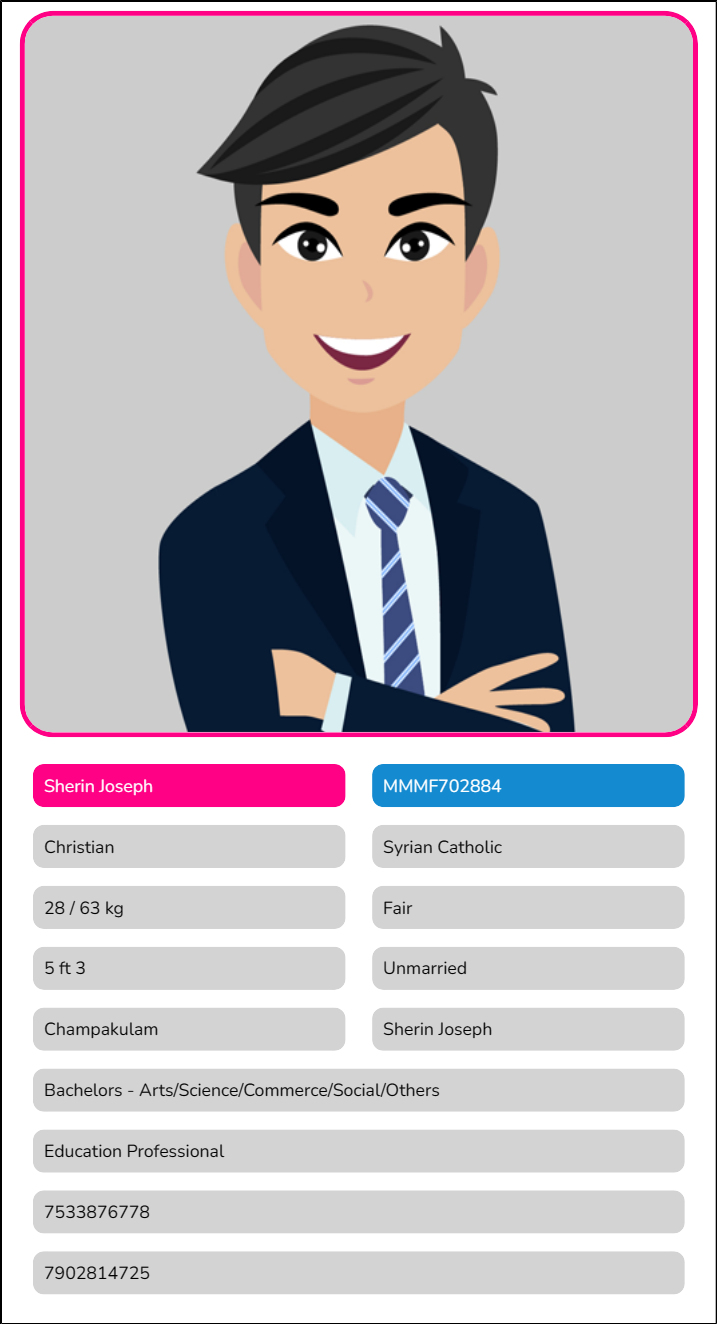 Sherin Joseph
MMMF702884
Christian
Syrian Catholic
28 / 63 kg
Fair
5 ft 3
Unmarried
Champakulam
Sherin Joseph
Bachelors - Arts/Science/Commerce/Social/Others
Education Professional
7533876778
7902814725